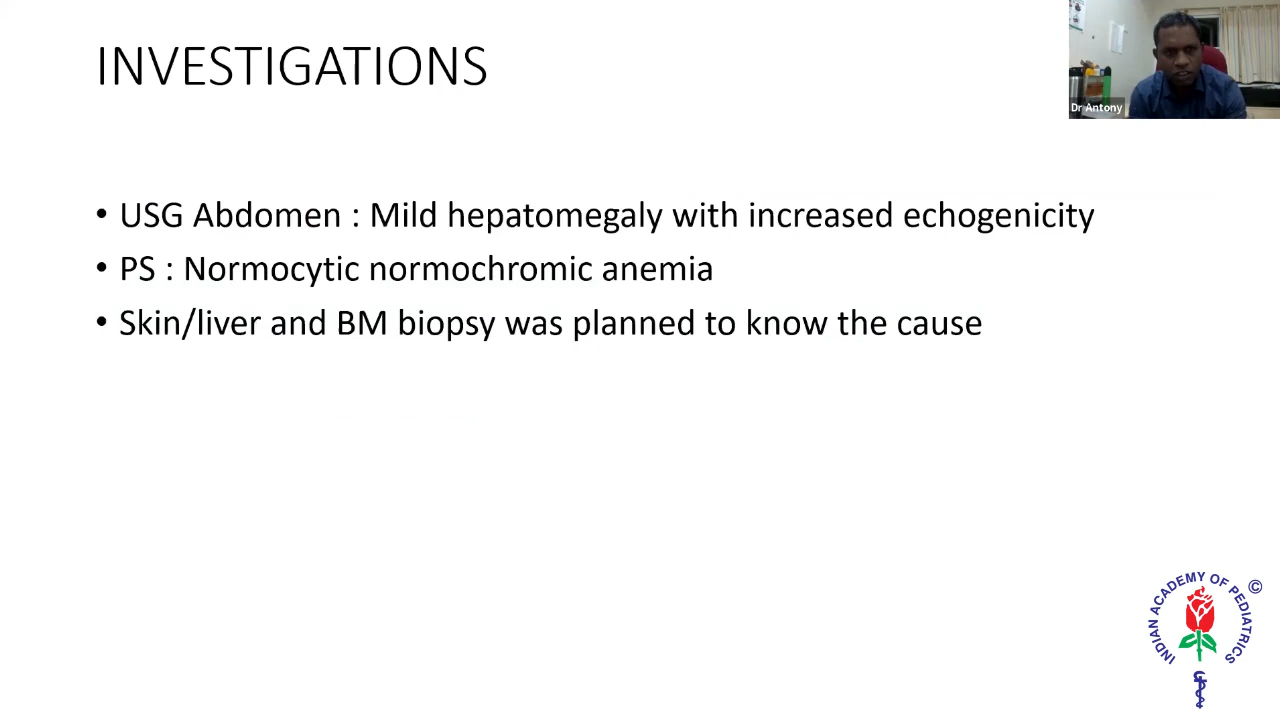 INVESTIGATIONS
Dr Antony
• USG Abdomen : Mild hepatomegaly with increased echogenicity
• PS : Normocytic normochromic anemia
• Skin/liver and BM biopsy was planned to know the cause
INDIAN ACADEMY OF PEDIATRICS
©